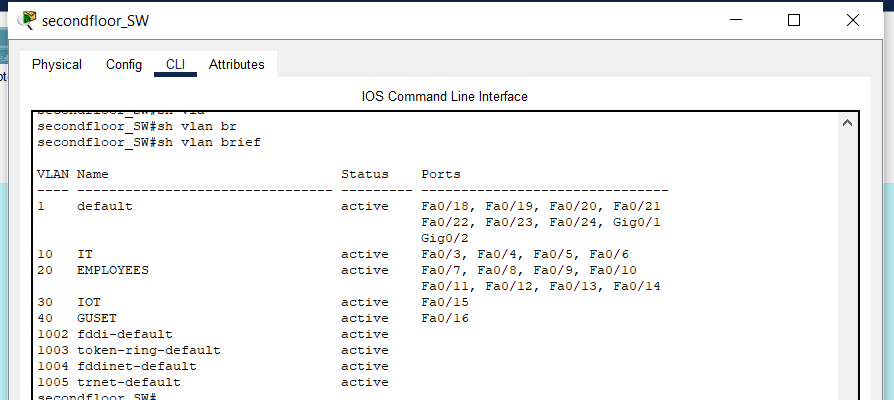 secondfloor_SW
Physical Config CLI Attributes
IOS Command Line Interface
secondfloor_SW#sh vla
secondfloor_SW#sh vlan br
secondfloor_SW#sh vlan brief
VLAN Name Status Ports
---- -------------------------------- --------- -------------------------------
1 default active Fa0/18, Fa0/19, Fa0/20, Fa0/21
Fa0/22, Fa0/23, Fa0/24, Gig0/1
Gig0/2
10 IT active Fa0/3, Fa0/4, Fa0/5, Fa0/6
20 EMPLOYEES active Fa0/7, Fa0/8, Fa0/9, Fa0/10
Fa0/11, Fa0/12, Fa0/13, Fa0/14
30 IOT active Fa0/15
40 GUSET active Fa0/16
1002 fddi-default active
1003 token-ring-default active
1004 fddinet-default active
1005 trnet-default active
secondfloor_SW#